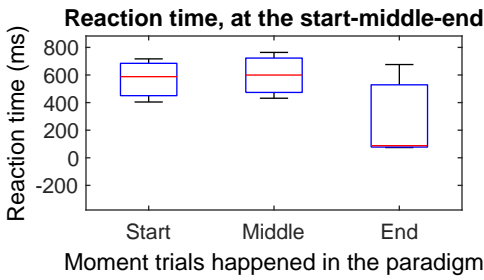 Reaction time, at the start-middle-end
Reaction time (ms)
800
600
400
200
0
-200
Start Middle End
Moment trials happened in the paradigm